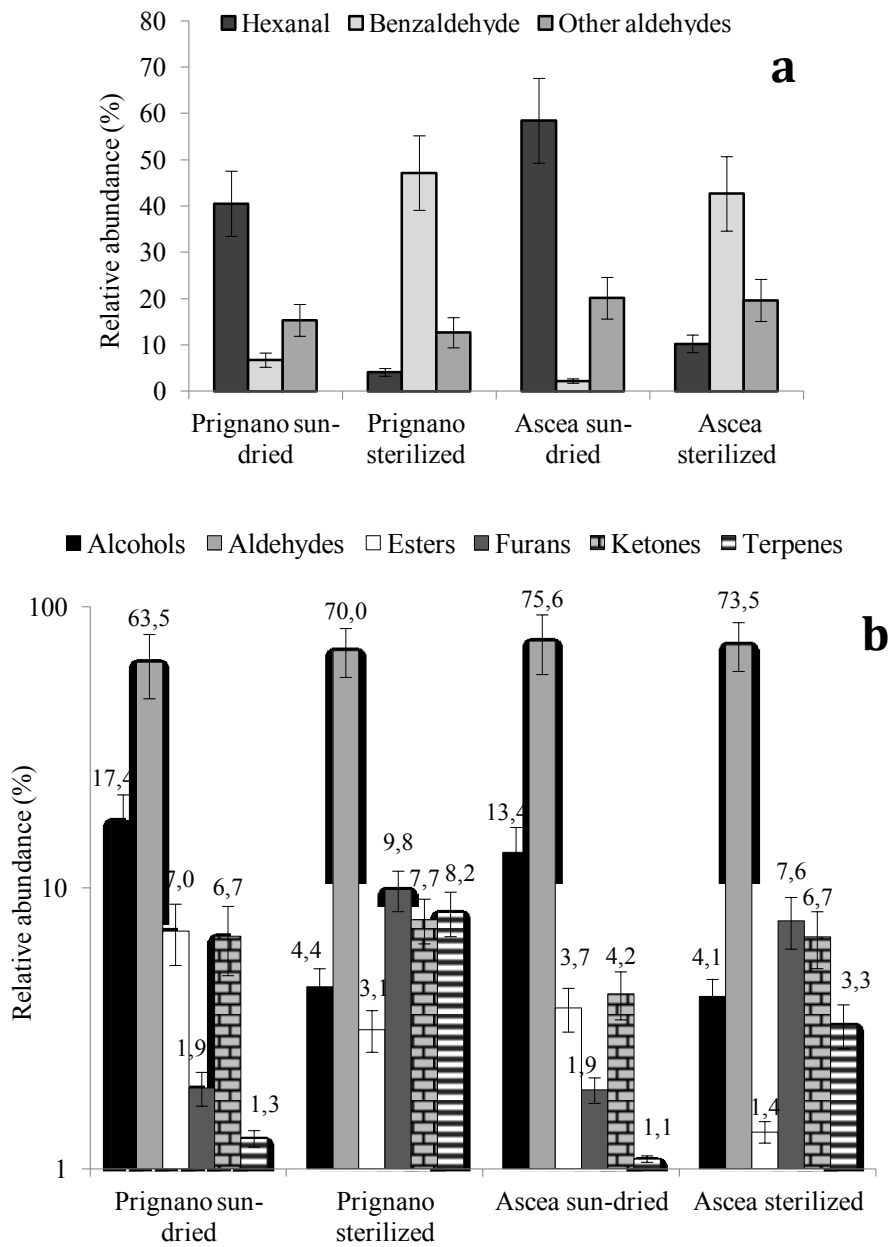 Hexanal Benzaldehyde Other aldehydes
a
Relative abundance (%)
80
70
60
50
40
30
20
10
0
Prignano sun-
dried
Prignano
sterilized
Ascea sun-
dried
Ascea
sterilized
Alcohols Aldehydes Esters Furans Ketones Terpenes
b
Relative abundance (%)
100
10
1
17,4
63,5
7,0
1,9
6,7
1,3
4,4
70,0
3,1
9,8
7,7
8,2
13,4
75,6
3,7
1,9
4,2
1,1
4,1
73,5
1,4
7,6
6,7
3,3
Prignano sun-
dried
Prignano
sterilized
Ascea sun-dried
Ascea sterilized